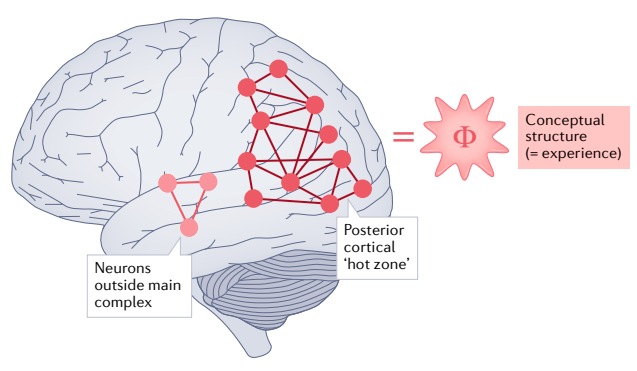 =
Φ
Conceptual
structure
(= experience)
Posterior
cortical
‘hot zone’
Neurons
outside main
complex